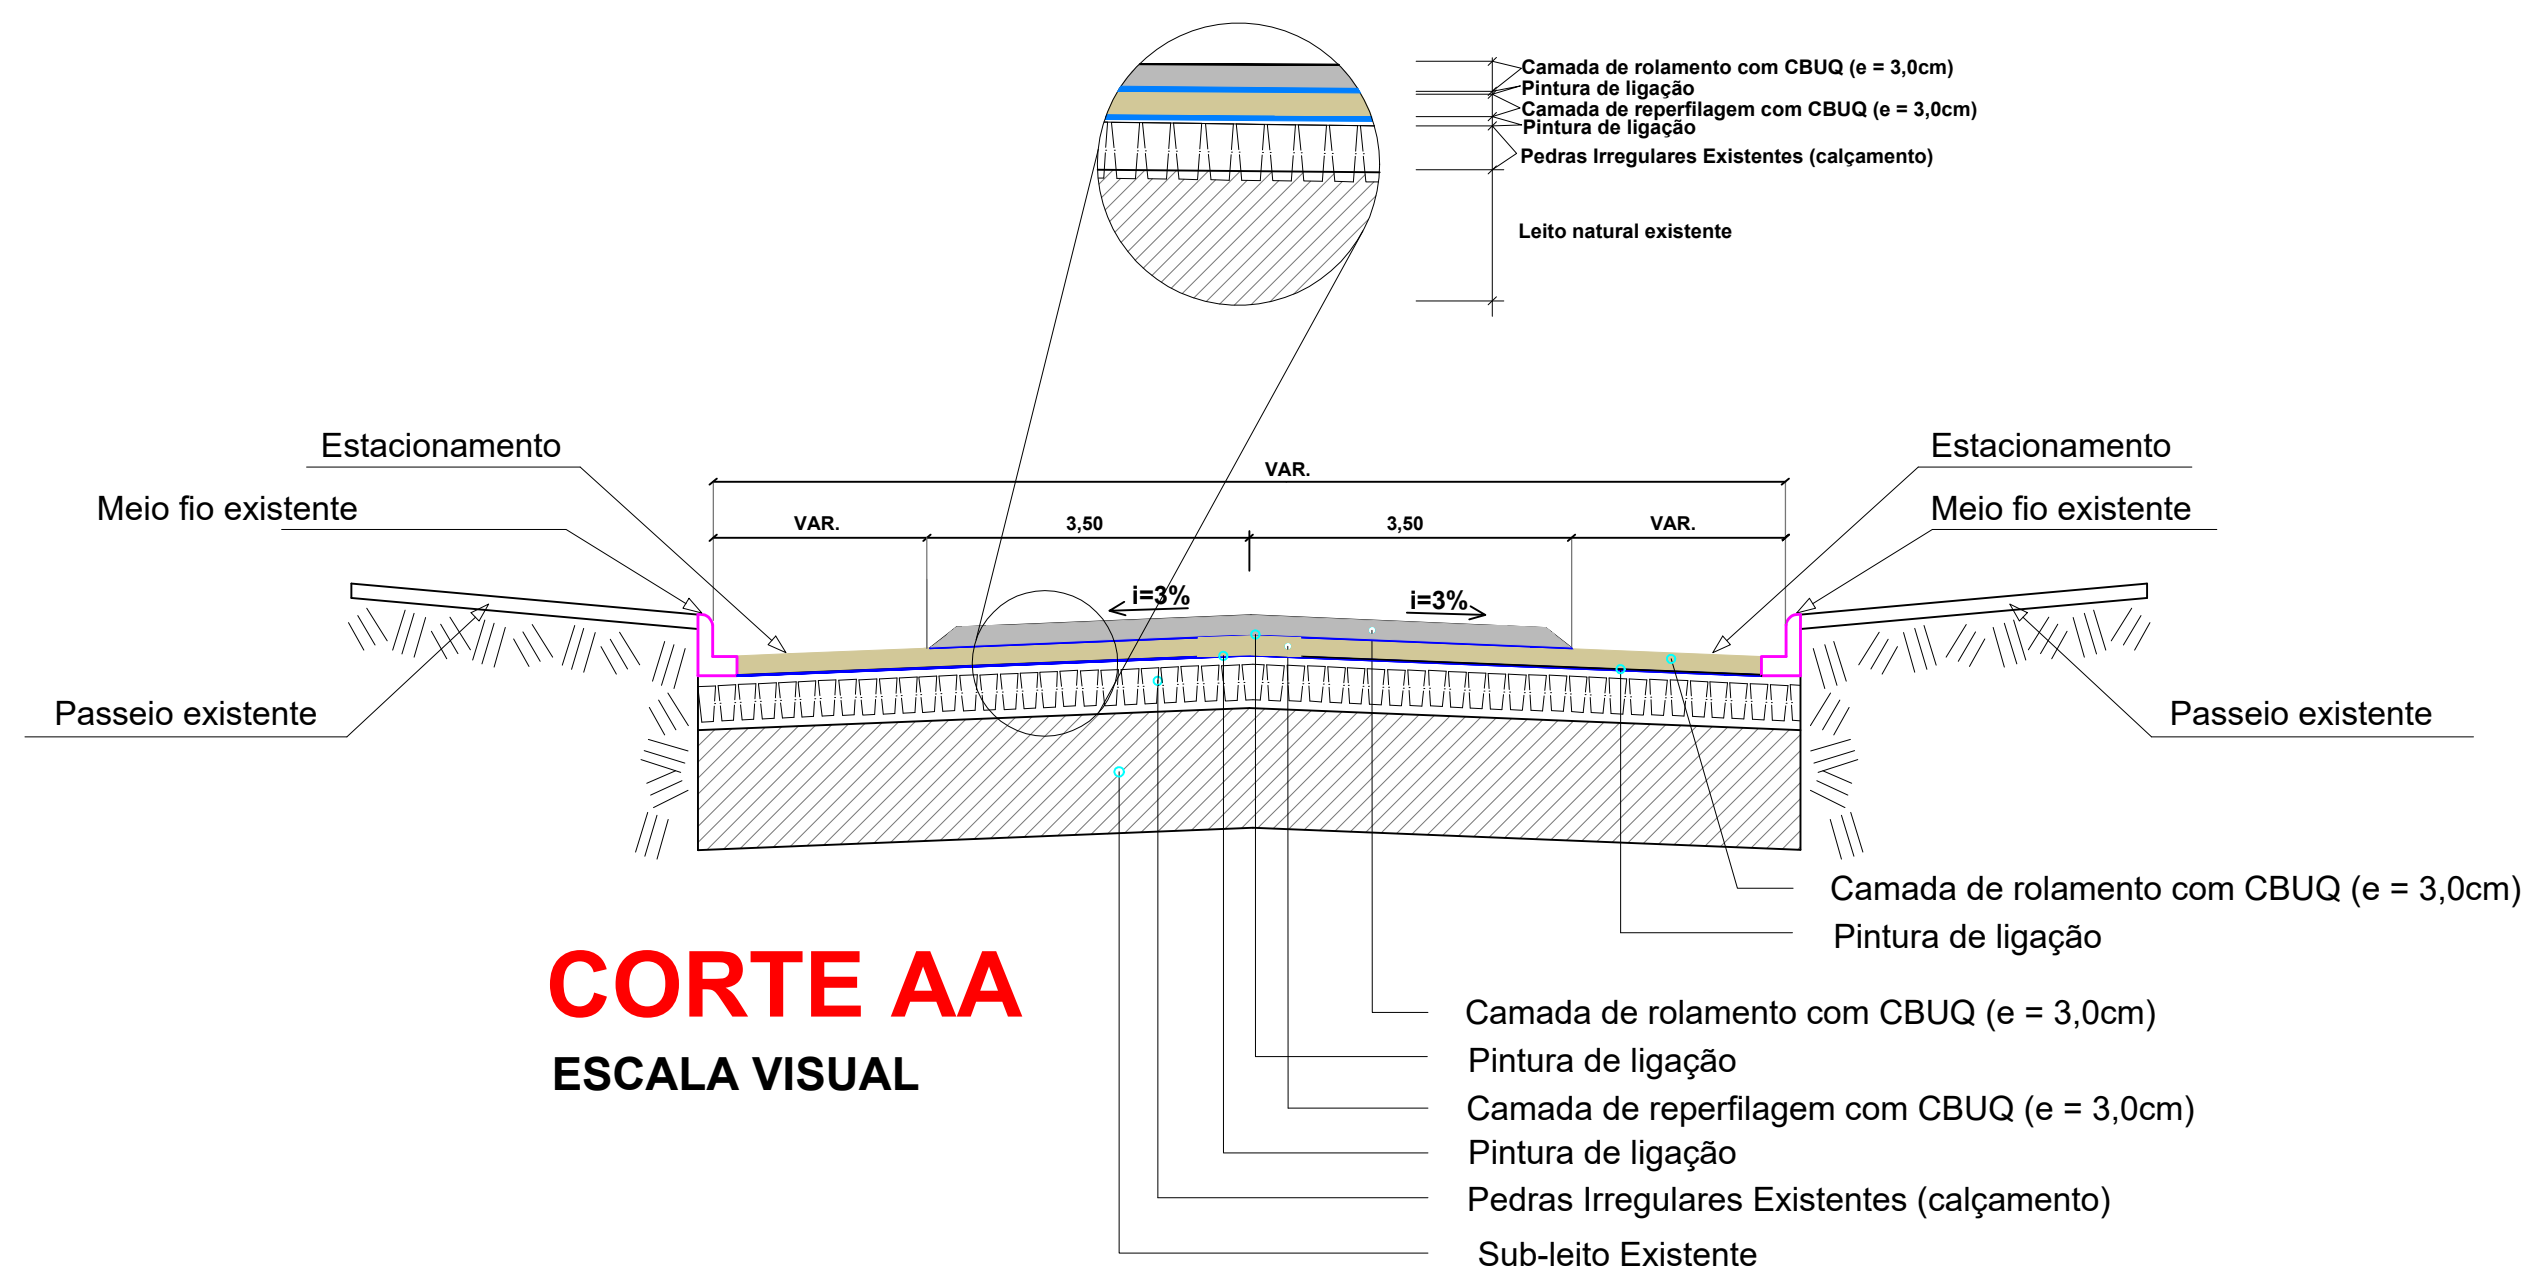 Camada de rolamento com CBUQ (e = 3,0cm)
Pintura de ligação
Camada de reperfilagem com CBUQ (e = 3,0cm)
Pintura de ligação
Pedras Irregulares Existentes (calçamento)
Leito natural existente
Estacionamento
Estacionamento
VAR.
Meio fio existente
Meio fio existente
VAR.
3,50
3,50
VAR.
i=3%
i=3%
Passeio existente
Passeio existente
Camada de rolamento com CBUQ (e = 3,0cm)
Pintura de ligação
CORTE AA
ESCALA VISUAL
Camada de rolamento com CBUQ (e = 3,0cm)
Pintura de ligação
Camada de reperfilagem com CBUQ (e = 3,0cm)
Pintura de ligação
Pedras Irregulares Existentes (calçamento)
Sub-leito Existente